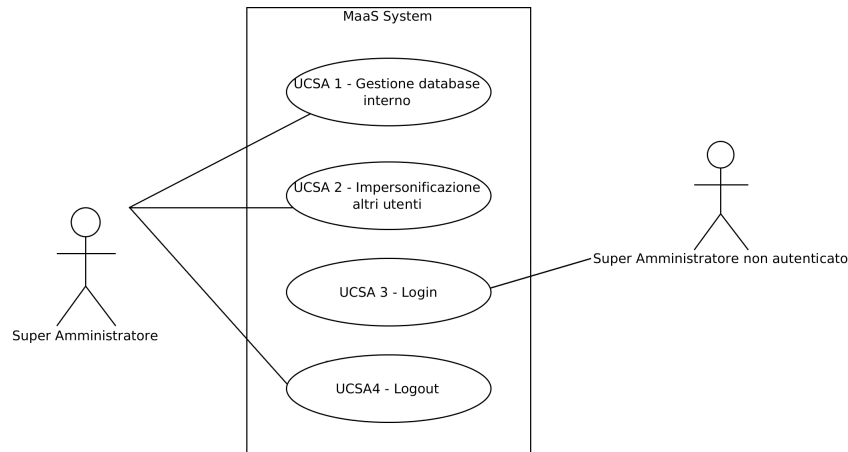 MaaS System
UCSA 1 - Gestione database
interno
UCSA 2 - Impersonificazione
altri utenti
Super Amministratore non autenticato
UCSA 3 - Login
Super Amministratore
UCSA4 - Logout